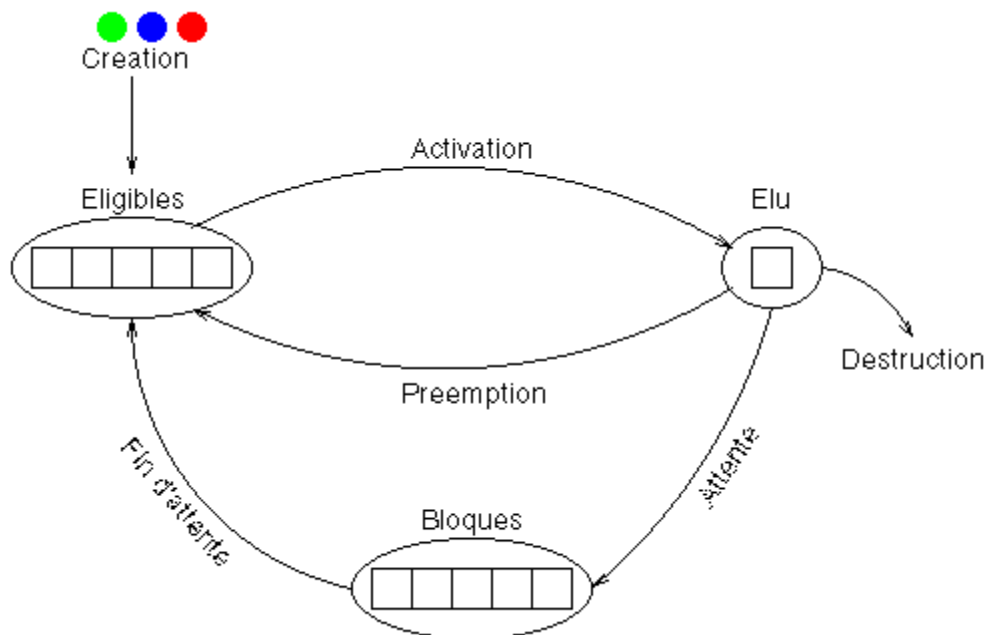 Creation
Activation
Eligibles
Elu
Destruction
Preemption
Fin d'attente
Attente
Bloques